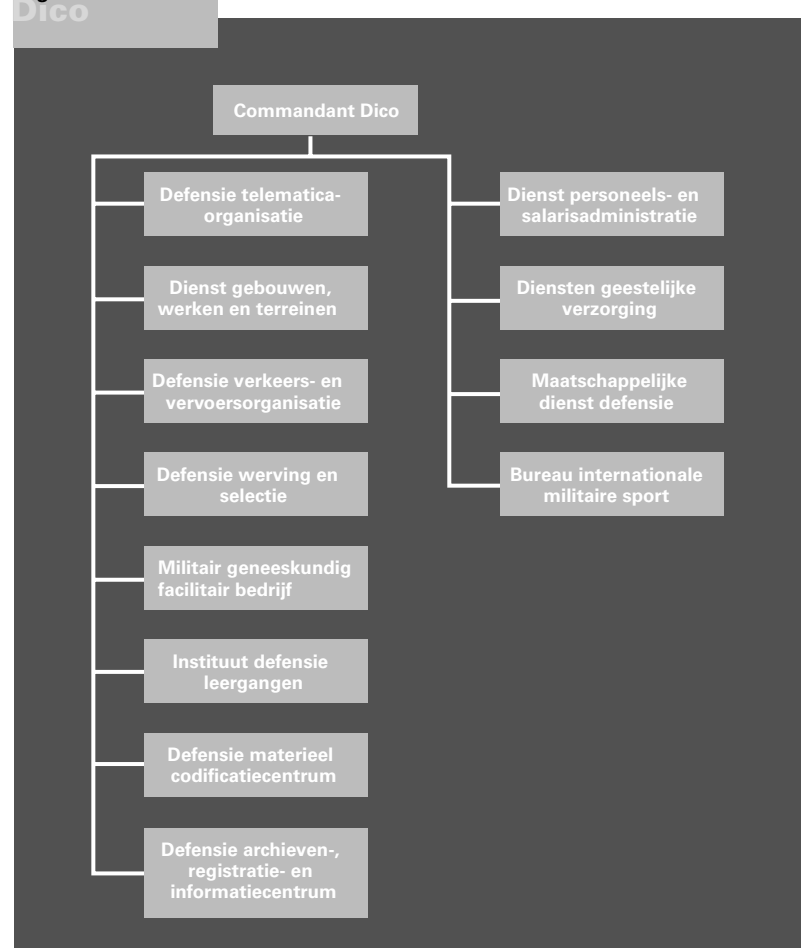 Dico
Commandant Dico
Defensie telematica-
organisatie
Dienst gebouwen,
werken en terreinen
Defensie verkeers- en
vervoersorganisatie
Defensie werving en
selectie
Militair geneeskundig
facilitair bedrijf
Instituut defensie
leergangen
Defensie materieel
codificatiecentrum
Defensie archieven-,
registratie- en
informatiecentrum
Dienst personeels- en
salarisadministratie
Diensten geestelijke
verzorging
Maatschappelijke
dienst defensie
Bureau internationale
militaire sport